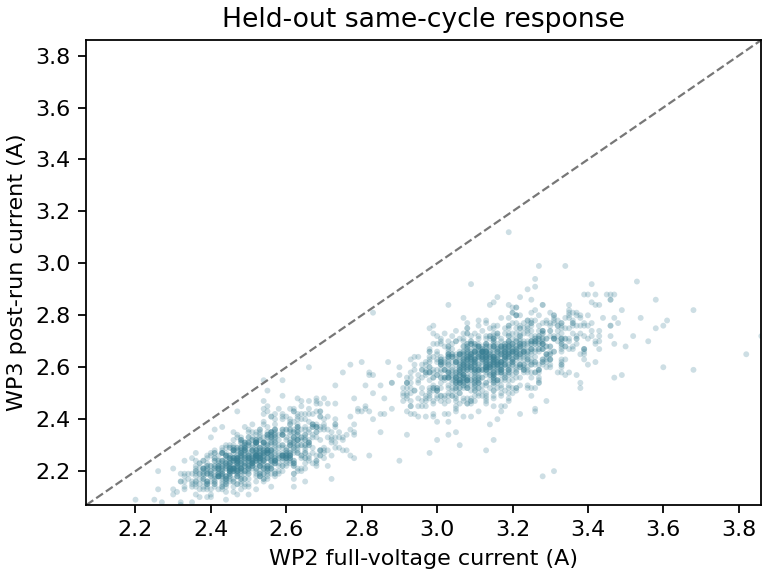 Held-out same-cycle response
WP3 post-run current (A)
3.8
3.6
3.4
3.2
3.0
2.8
2.6
2.4
2.2
2.2 2.4 2.6 2.8 3.0 3.2 3.4 3.6 3.8
WP2 full-voltage current (A)